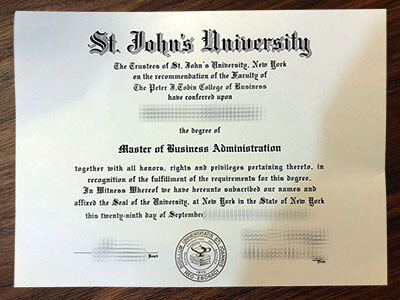 St. John's University
The Trustees of St. John's University, New York
on the recommendation of the Faculty of
The Peter J. Tobin College of Business
have conferred upon
the degree of
Master of Business Administration
together with all honors, rights and privileges pertaining thereto, in
recognition of the fulfillment of the requirements for this degree.
In Witness Whereof we have hereunto subscribed our names and
affixed the Seal of the University, at New York in the State of New York
this twenty-ninth day of September